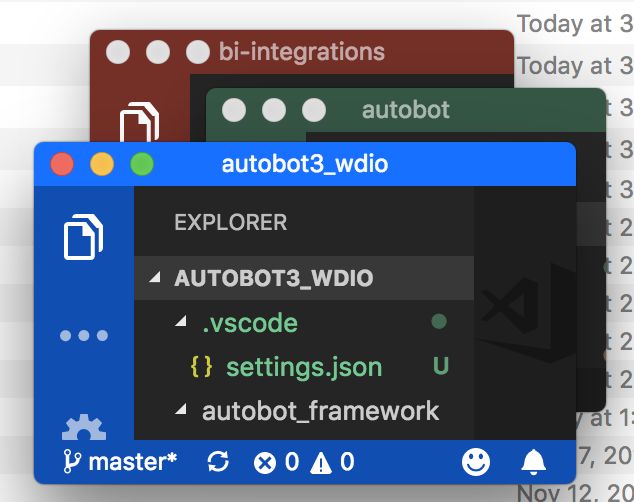 Today at 3
bi-integrations
Today at 3
autobot
t 3
t 3
autobot3_wdio
t 3
EXPLORER
t 2
AUTOBOT3_WDIO
t 2
.vscode
t 2
settings.json
U
t 2
autobot_framework
y at 1:
master*
0
0
7, 20
Nov 12, 20